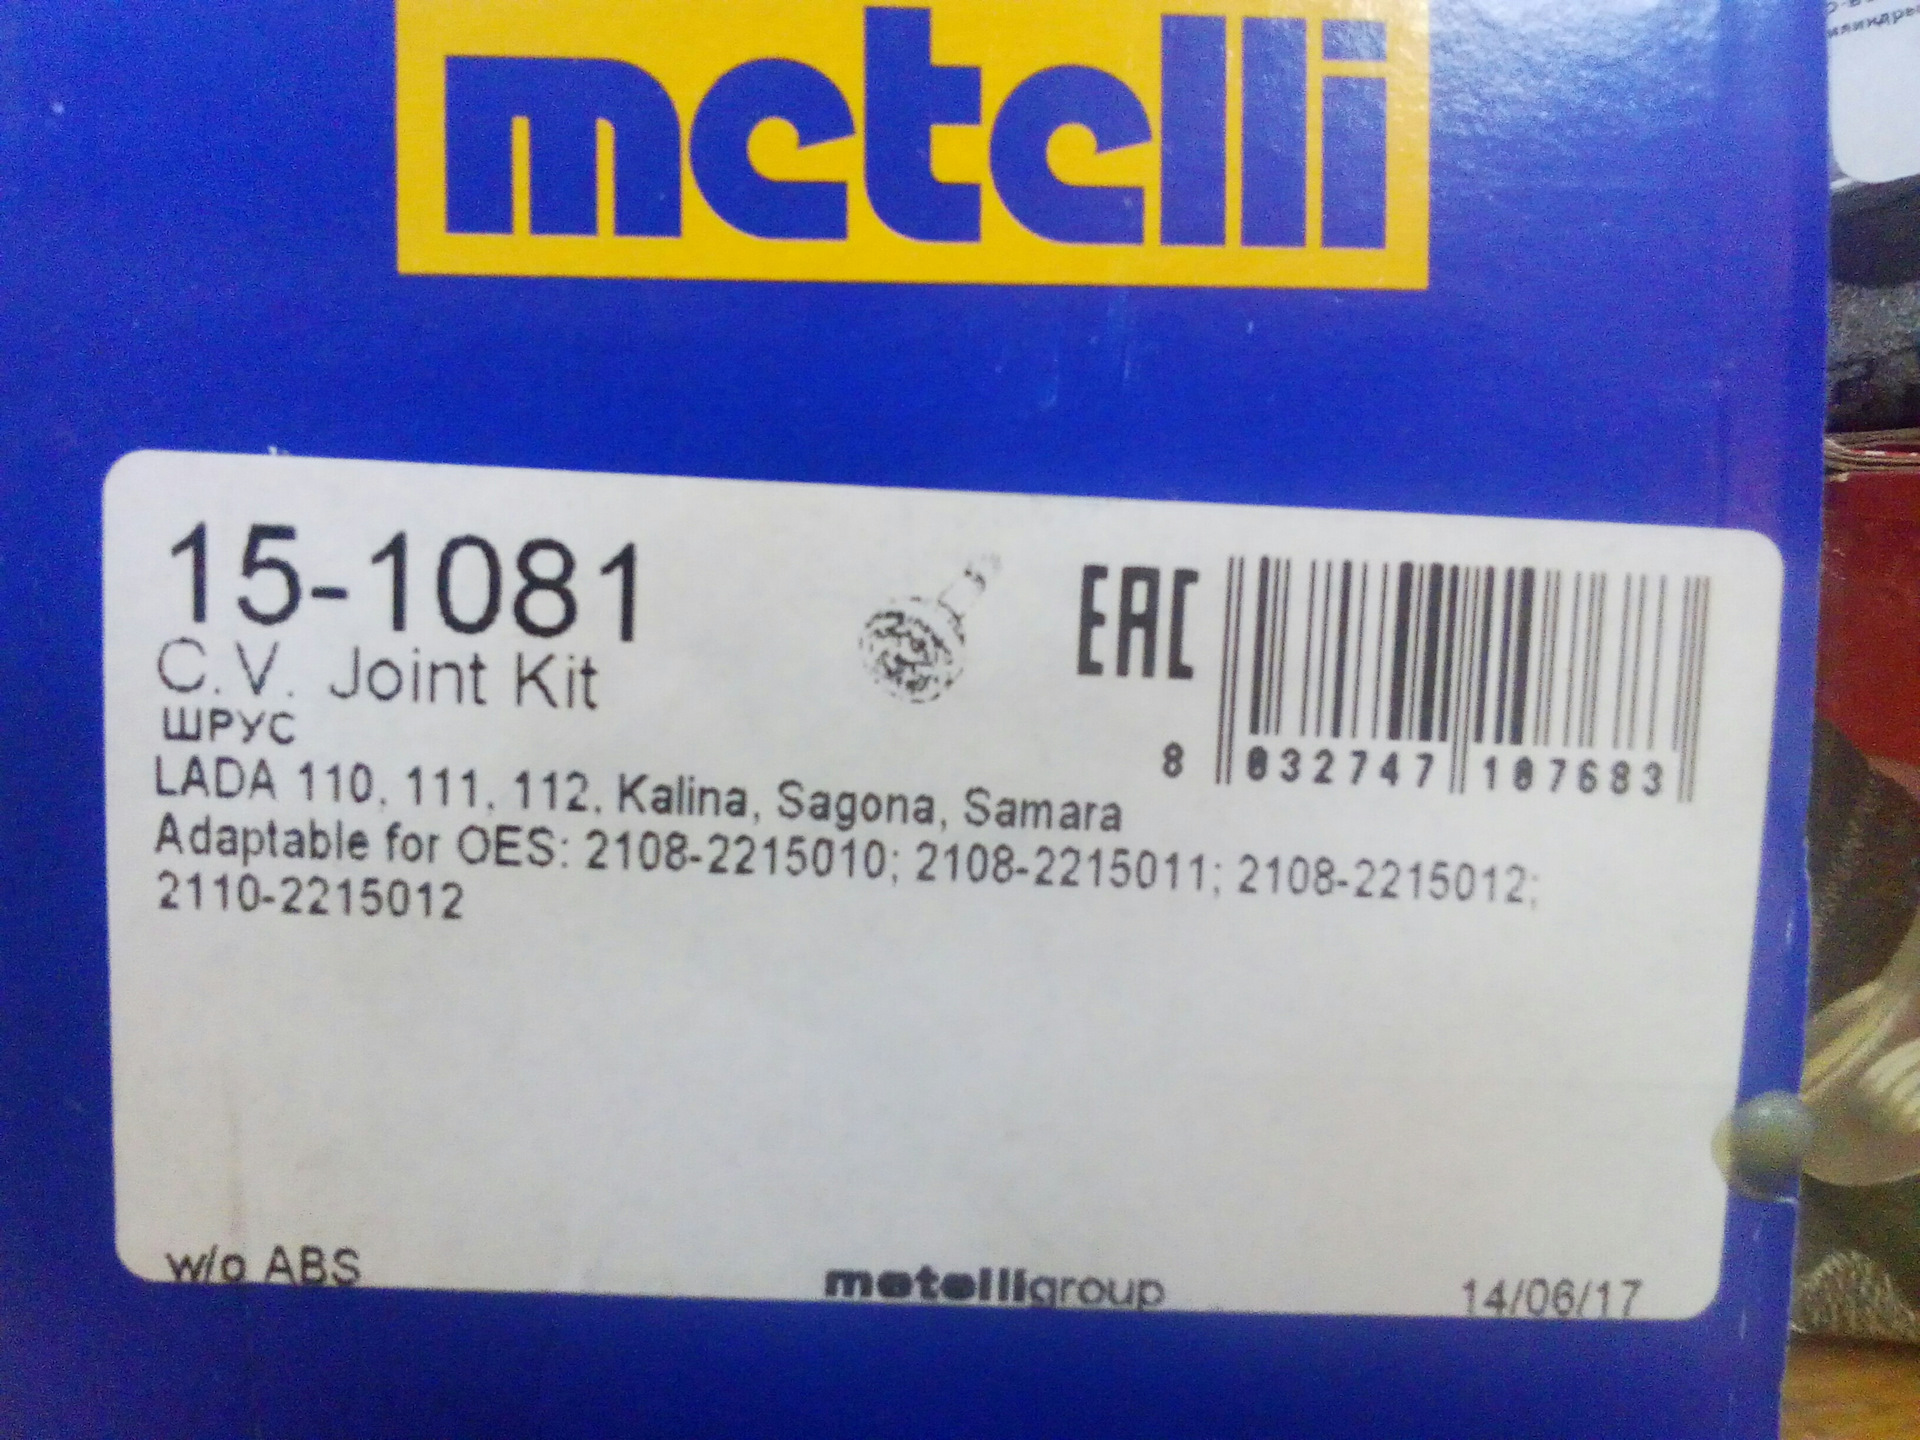 metelli
15-1081
C.V. Joint Kit
ШРУС
EAC
8 032747 107683
LADA 110, 111, 112, Kalina, Sagona, Samara
Adaptable for OES: 2108-2215010; 2108-2215011; 2108-2215012;
2110-2215012
w/o ABS
metelligroup
14/06/17